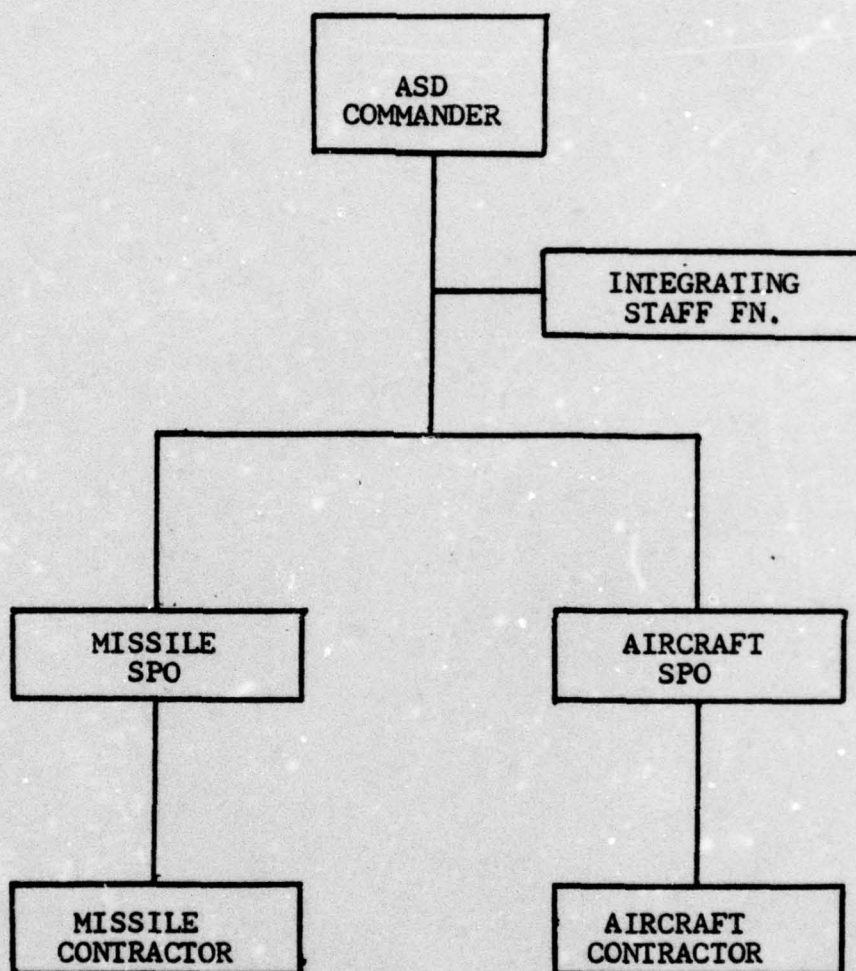 ASD
COMMANDER
INTEGRATING
STAFF FN.
MISSILE
SPO
AIRCRAFT
SPO
MISSILE
CONTRACTOR
AIRCRAFT
CONTRACTOR